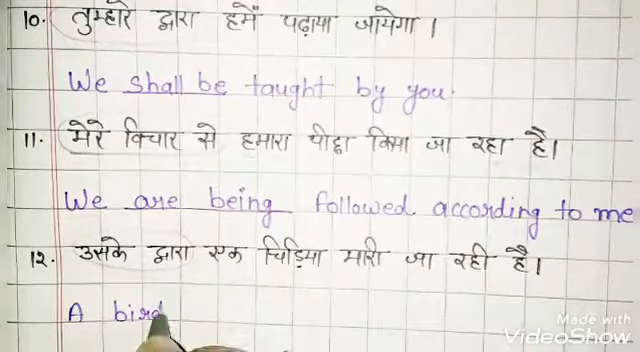 10. तुम्हारे द्वारा हमें पढ़ाया जायेगा।
We shall be taught by you.
11. मेरे विचार से हमारा पीछा किया जा रहा है।
We are being followed according to me
12. उसके द्वारा एक चिड़िया मारी जा रही है।
A bird
Made with
VideoShow